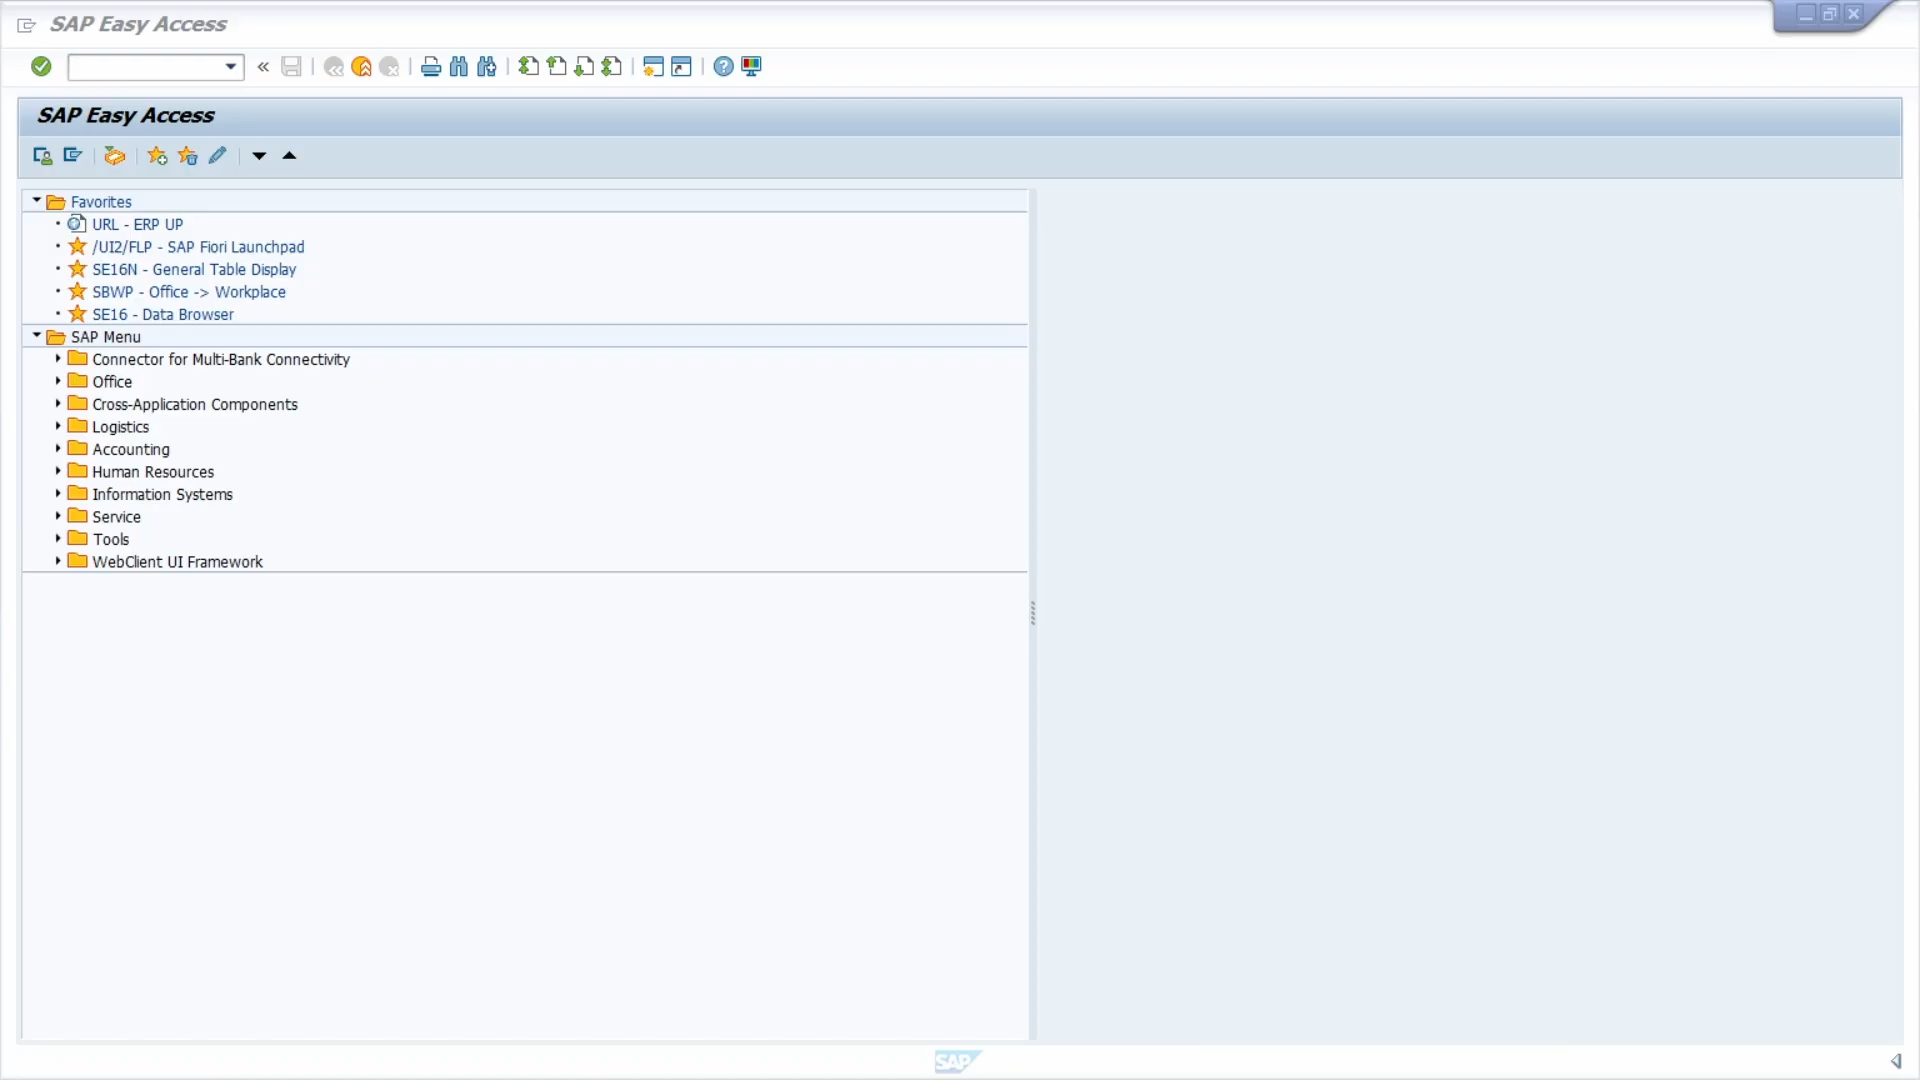 SAP Easy Access
SAP Easy Access
Favorites
URL - ERP UP
/UI2/FLP - SAP Fiori Launchpad
SE16N - General Table Display
SBWP - Office -> Workplace
SE16 - Data Browser
SAP Menu
Connector for Multi-Bank Connectivity
Office
Cross-Application Components
Logistics
Accounting
Human Resources
Information Systems
Service
Tools
WebClient UI Framework
SAP